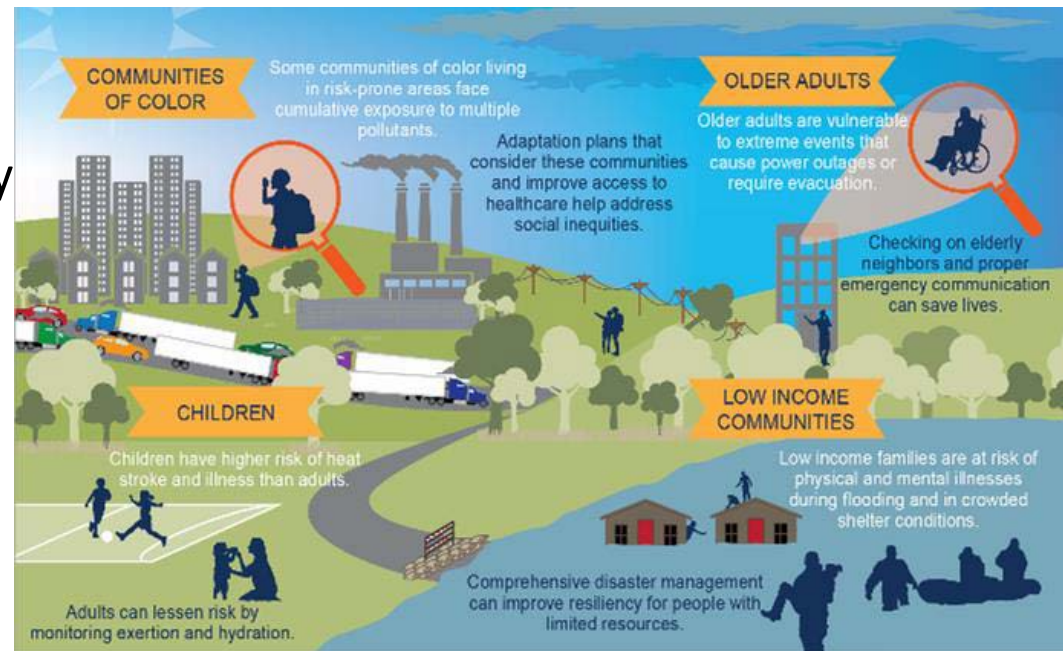 y
COMMUNITIES
OF COLOR
Some communities of color living
in risk-prone areas face
cumulative exposure to multiple
pollutants.
Adaptation plans that
consider these communities
and improve access to
healthcare help address
social inequities.
OLDER ADULTS
Older adults are vulnerable
to extreme events that
cause power outages or
require evacuation.
Checking on elderly
neighbors and proper
emergency communication
can save lives.
CHILDREN
Children have higher risk of heat
stroke and illness than adults.
Adults can lessen risk by
monitoring exertion and hydration.
LOW INCOME
COMMUNITIES
Low income families are at risk of
physical and mental illnesses
during flooding and in crowded
shelter conditions.
Comprehensive disaster management
can improve resiliency for people with
limited resources.